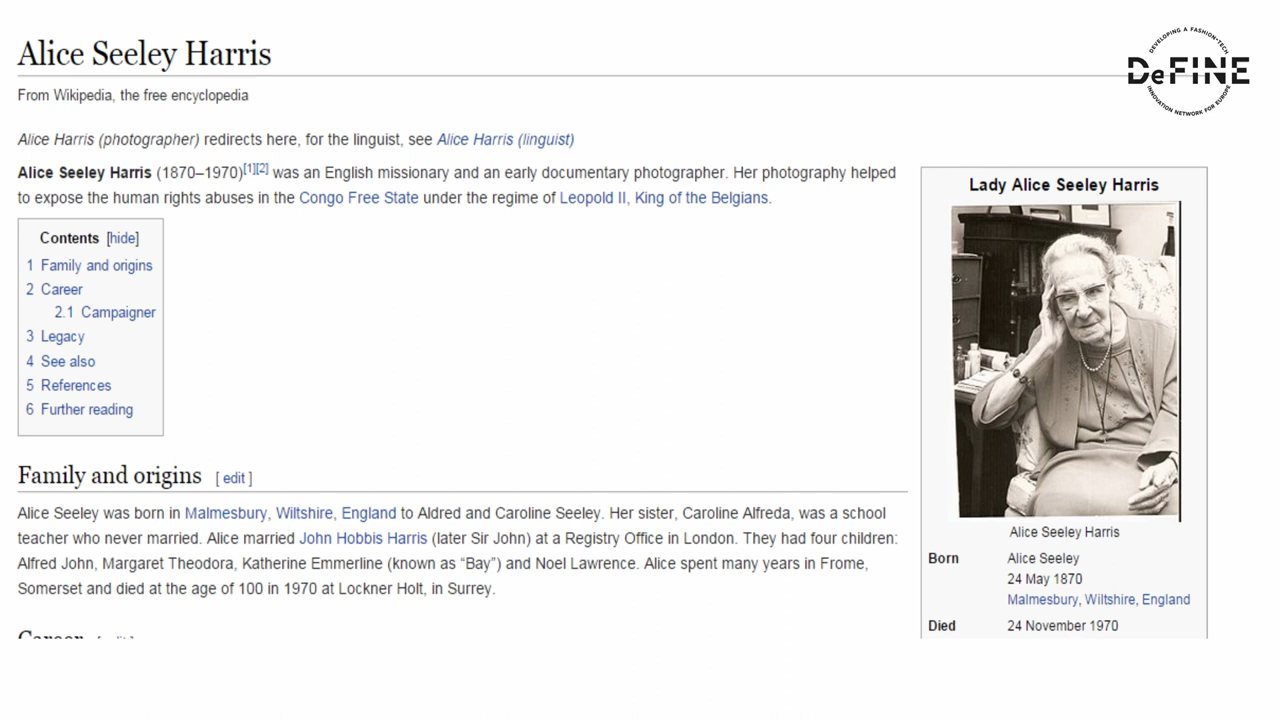 Alice Seeley Harris
DEVELOPING A FASHION-TECH
DeFINE
INNOVATION NETWORK FOR EUROPE
From Wikipedia, the free encyclopedia
Alice Harris (photographer) redirects here, for the linguist, see Alice Harris (linguist)
Alice Seeley Harris (1870–1970)[1][2] was an English missionary and an early documentary photographer. Her photography helped
to expose the human rights abuses in the Congo Free State under the regime of Leopold II, King of the Belgians.
Contents [hide]
1 Family and origins
2 Career
2.1 Campaigner
3 Legacy
4 See also
5 References
6 Further reading
Family and origins [ edit ]
Alice Seeley was born in Malmesbury, Wiltshire, England to Aldred and Caroline Seeley. Her sister, Caroline Alfreda, was a school
teacher who never married. Alice married John Hobbis Harris (later Sir John) at a Registry Office in London. They had four children:
Alfred John, Margaret Theodora, Katherine Emmerline (known as “Bay”) and Noel Lawrence. Alice spent many years in Frome,
Somerset and died at the age of 100 in 1970 at Lockner Holt, in Surrey.
Career [ edit ]
Lady Alice Seeley Harris
Alice Seeley Harris
Born Alice Seeley
24 May 1870
Malmesbury, Wiltshire, England
Died 24 November 1970